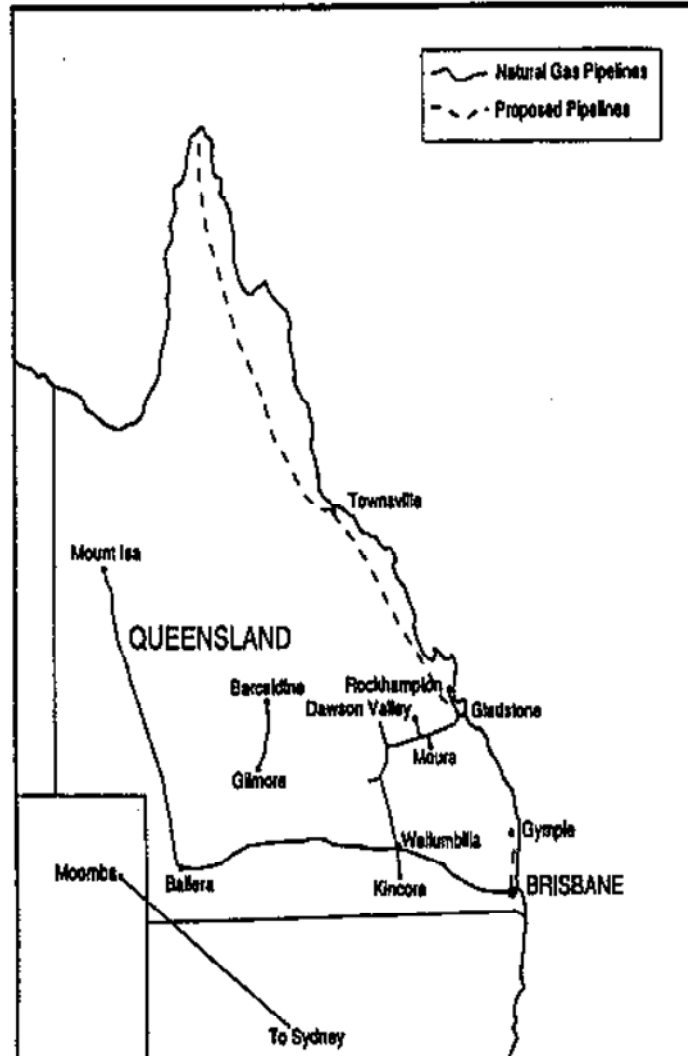 Natural Gas Pipelines
Proposed Pipelines
Townsville
Mount Isa
QUEENSLAND
Barcaldine
Rockhampton
Dawson Valley
Gladstone
Moura
Gilmore
Gympie
Wallumbilla
Moomba
Ballera
Kincora
BRISBANE
To Sydney